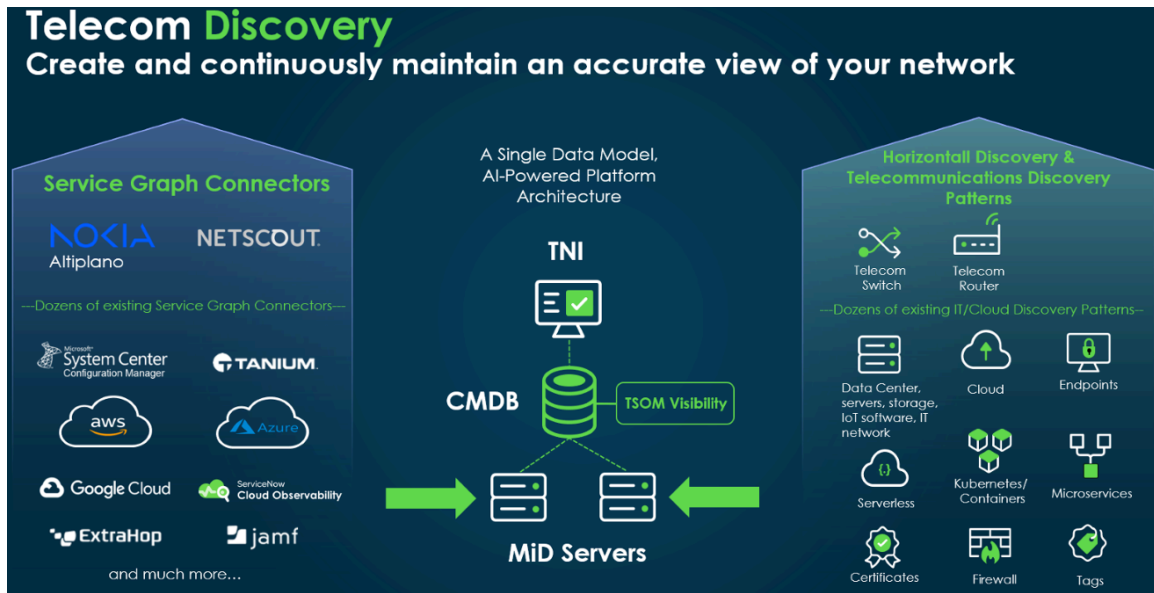 Telecom Discovery
Create and continuously maintain an accurate view of your network
Service Graph Connectors
NOKIA
Altiplano
NETSCOUT.
---Dozens of existing Service Graph Connectors---
Microsoft®
System Center
Configuration Manager
TANIUM.
aws
Azure
Google Cloud
ServiceNow
Cloud Observability
ExtraHop
jamf
and much more...
A Single Data Model,
AI-Powered Platform
Architecture
TNI
CMDB
TSOM Visibility
MiD Servers
Horizontall Discovery &
Telecommunications Discovery
Patterns
Telecom
Switch
Telecom
Router
---Dozens of existing IT/Cloud Discovery Patterns--
Data Center,
servers, storage,
IoT software, IT
network
Cloud
Endpoints
{.}
Serverless
Kubernetes/
Containers
Microservices
Certificates
Firewall
Tags